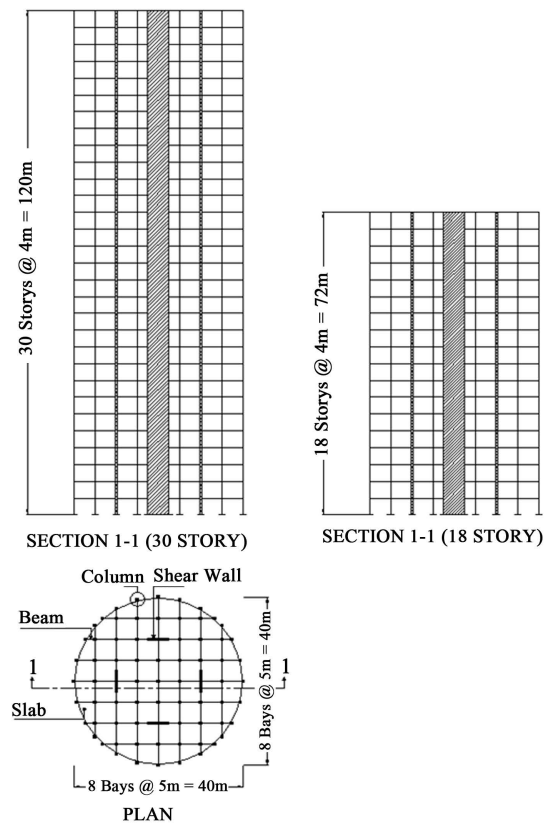 30 Storys @ 4m = 120m
18 Storys @ 4m = 72m
SECTION 1-1 (30 STORY)
SECTION 1-1 (18 STORY)
Column Shear Wall
Beam
1
1
Slab
8 Bays @ 5m = 40m
8 Bays @ 5m = 40m
PLAN